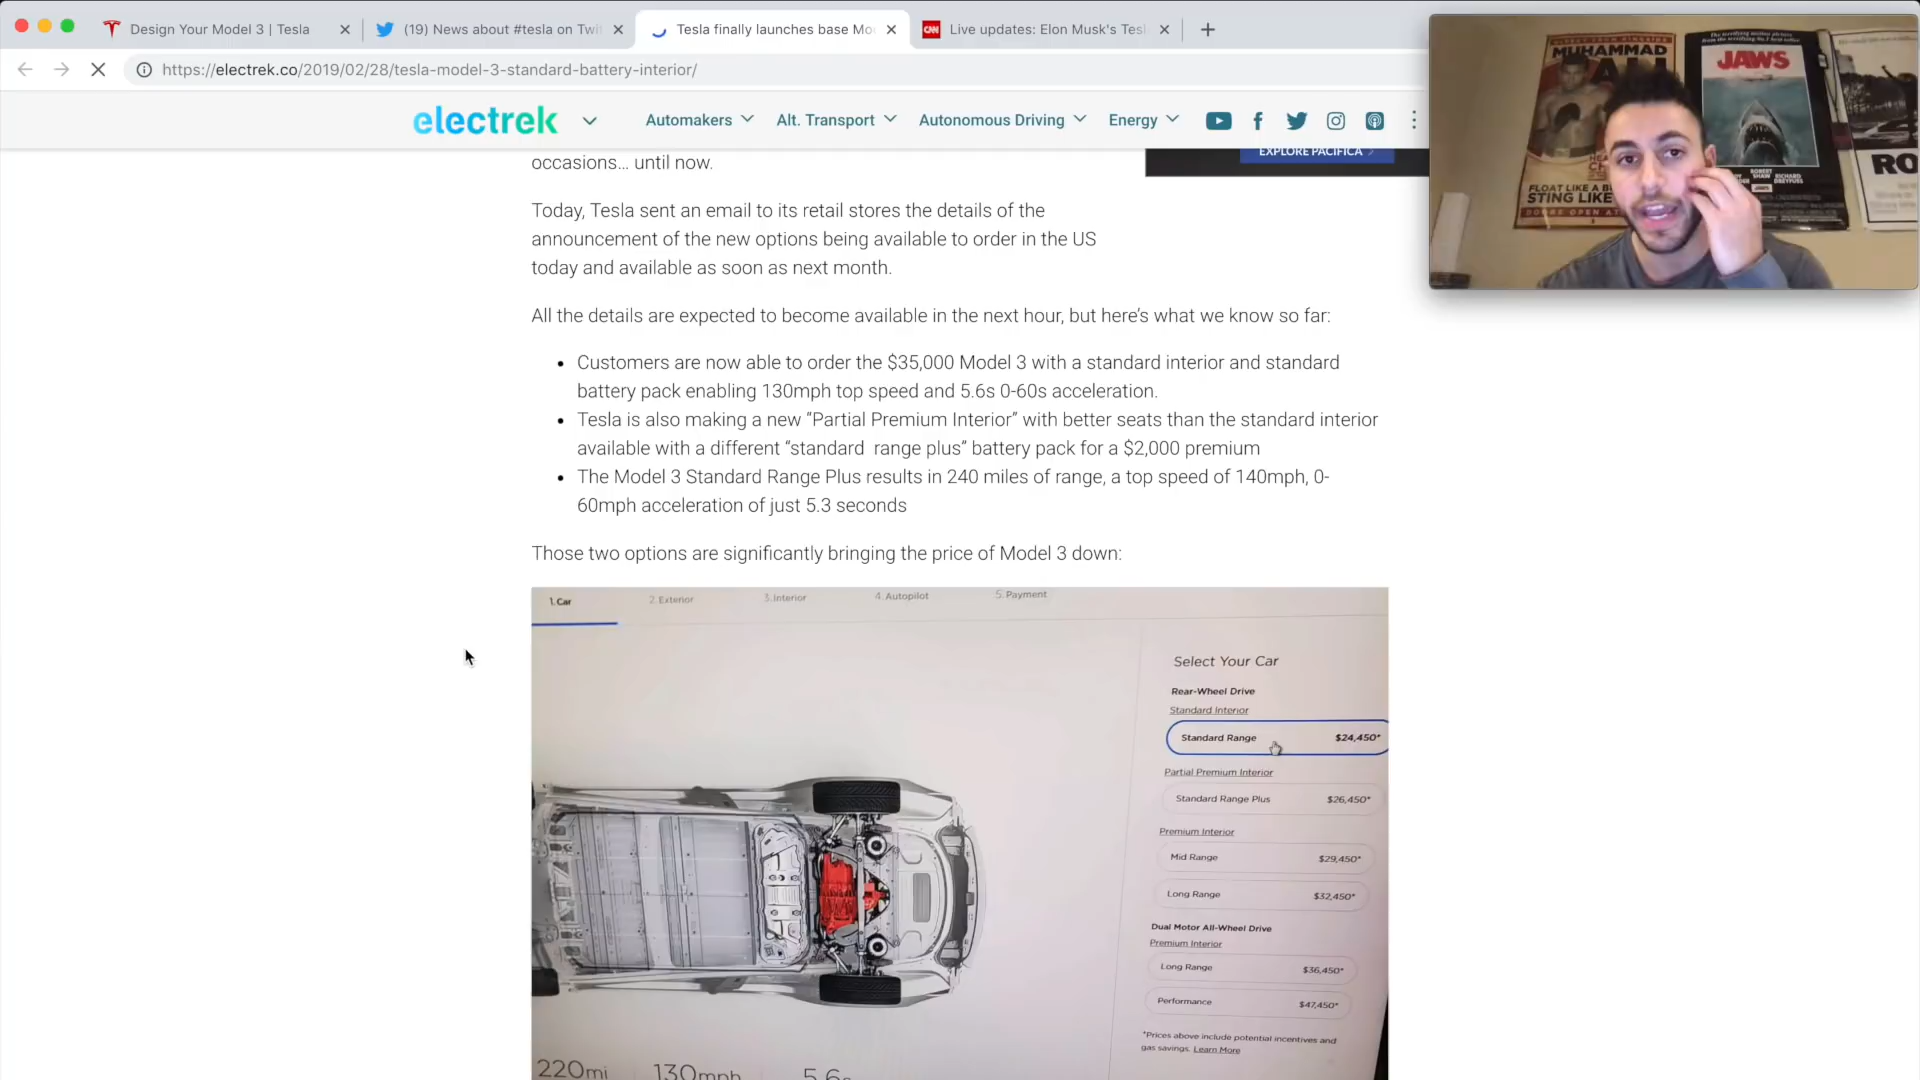 Design Your Model 3 | Tesla
(19) News about #tesla on Twi
Tesla finally launches base Mo
CNN Live updates: Elon Musk's Tesl
https://electrek.co/2019/02/28/tesla-model-3-standard-battery-interior/
electrek
Automakers
Alt. Transport
Autonomous Driving
Energy
EXPLORE PACIFICA
occasions… until now.
Today, Tesla sent an email to its retail stores the details of the
announcement of the new options being available to order in the US
today and available as soon as next month.
All the details are expected to become available in the next hour, but here's what we know so far:
• Customers are now able to order the $35,000 Model 3 with a standard interior and standard
battery pack enabling 130mph top speed and 5.6s 0-60s acceleration.
• Tesla is also making a new “Partial Premium Interior” with better seats than the standard interior
available with a different “standard range plus” battery pack for a $2,000 premium
• The Model 3 Standard Range Plus results in 240 miles of range, a top speed of 140mph, 0-
60mph acceleration of just 5.3 seconds
Those two options are significantly bringing the price of Model 3 down:
1. Car
2. Exterior
3. Interior
4. Autopilot
5. Payment
Select Your Car
Rear-Wheel Drive
Standard Interior
Standard Range $24,450*
Partial Premium Interior
Standard Range Plus $26,450*
Premium Interior
Mid Range $29,450*
Long Range $32,450*
Dual Motor All-Wheel Drive
Premium Interior
Long Range $36,450*
Performance $47,450*
*Prices above include potential incentives and
gas savings. Learn More
220mi
130mph
5.6s
MUHAMMAD
ALI
FLOAT LIKE A
STING LIKE
JAWS
ROBERT
SHAW
RICHARD
DREYFUSS
RO